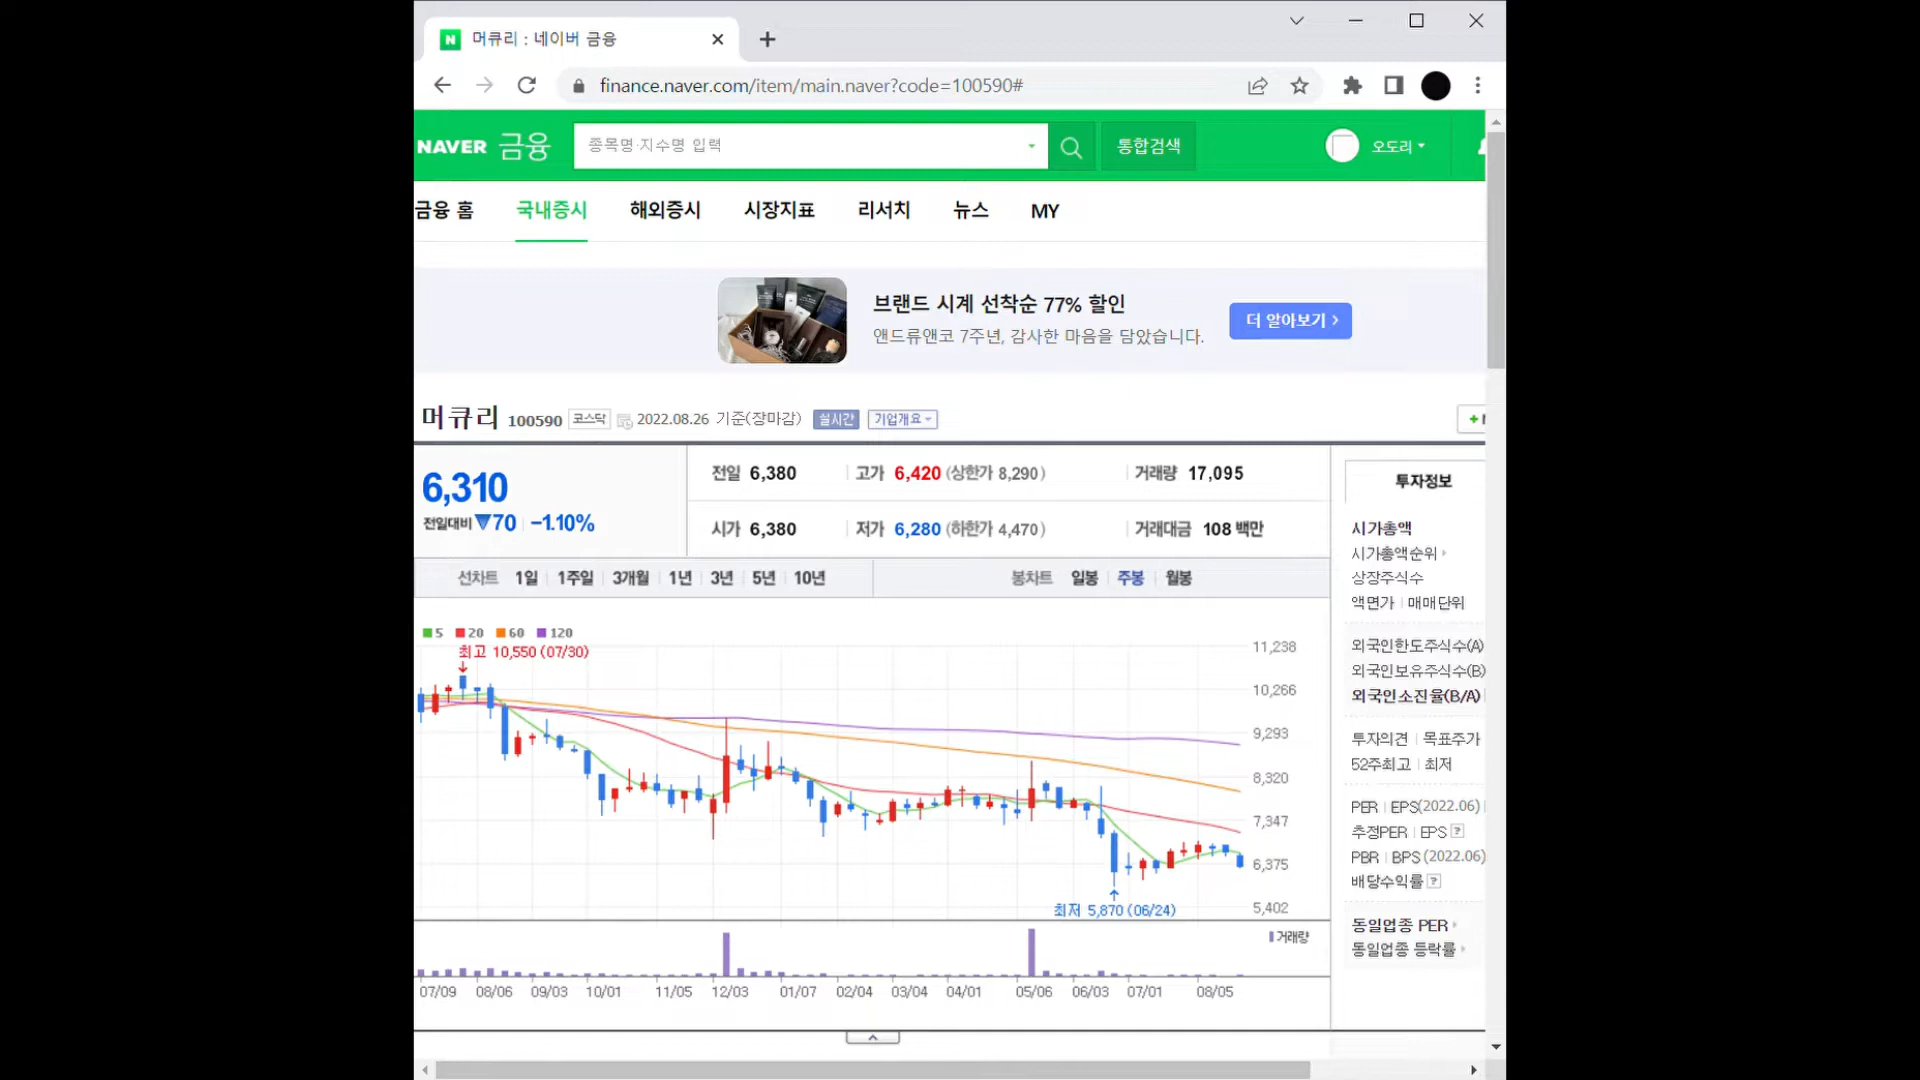 머큐리 : 네이버 금융
finance.naver.com/item/main.naver?code=100590#
NAVER 금융
종목명·지수명 입력
통합검색
오도리
금융 홈 국내증시 해외증시 시장지표 리서치 뉴스 MY
브랜드 시계 선착순 77% 할인
앤드류앤코 7주년, 감사한 마음을 담았습니다.
더 알아보기 >
머큐리 100590 코스닥 2022.08.26 기준(장마감) 실시간 기업개요
6,310
전일대비 ▼70 -1.10%
전일 6,380 고가 6,420 (상한가 8,290) 거래량 17,095
시가 6,380 저가 6,280 (하한가 4,470) 거래대금 108 백만
선차트 1일 1주일 3개월 1년 3년 5년 10년 봉차트 일봉 주봉 월봉
5 20 60 120
최고 10,550 (07/30)
11,238
10,266
9,293
8,320
7,347
6,375
5,402
최저 5,870 (06/24)
거래량
07/09 08/06 09/03 10/01 11/05 12/03 01/07 02/04 03/04 04/01 05/06 06/03 07/01 08/05
투자정보
시가총액
시가총액순위
상장주식수
액면가 | 매매단위
외국인한도주식수(A)
외국인보유주식수(B)
외국인소진율(B/A)
투자의견 | 목표주가
52주최고 | 최저
PER | EPS(2022.06)
추정PER | EPS ?
PBR | BPS (2022.06)
배당수익률 ?
동일업종 PER
동일업종 등락률